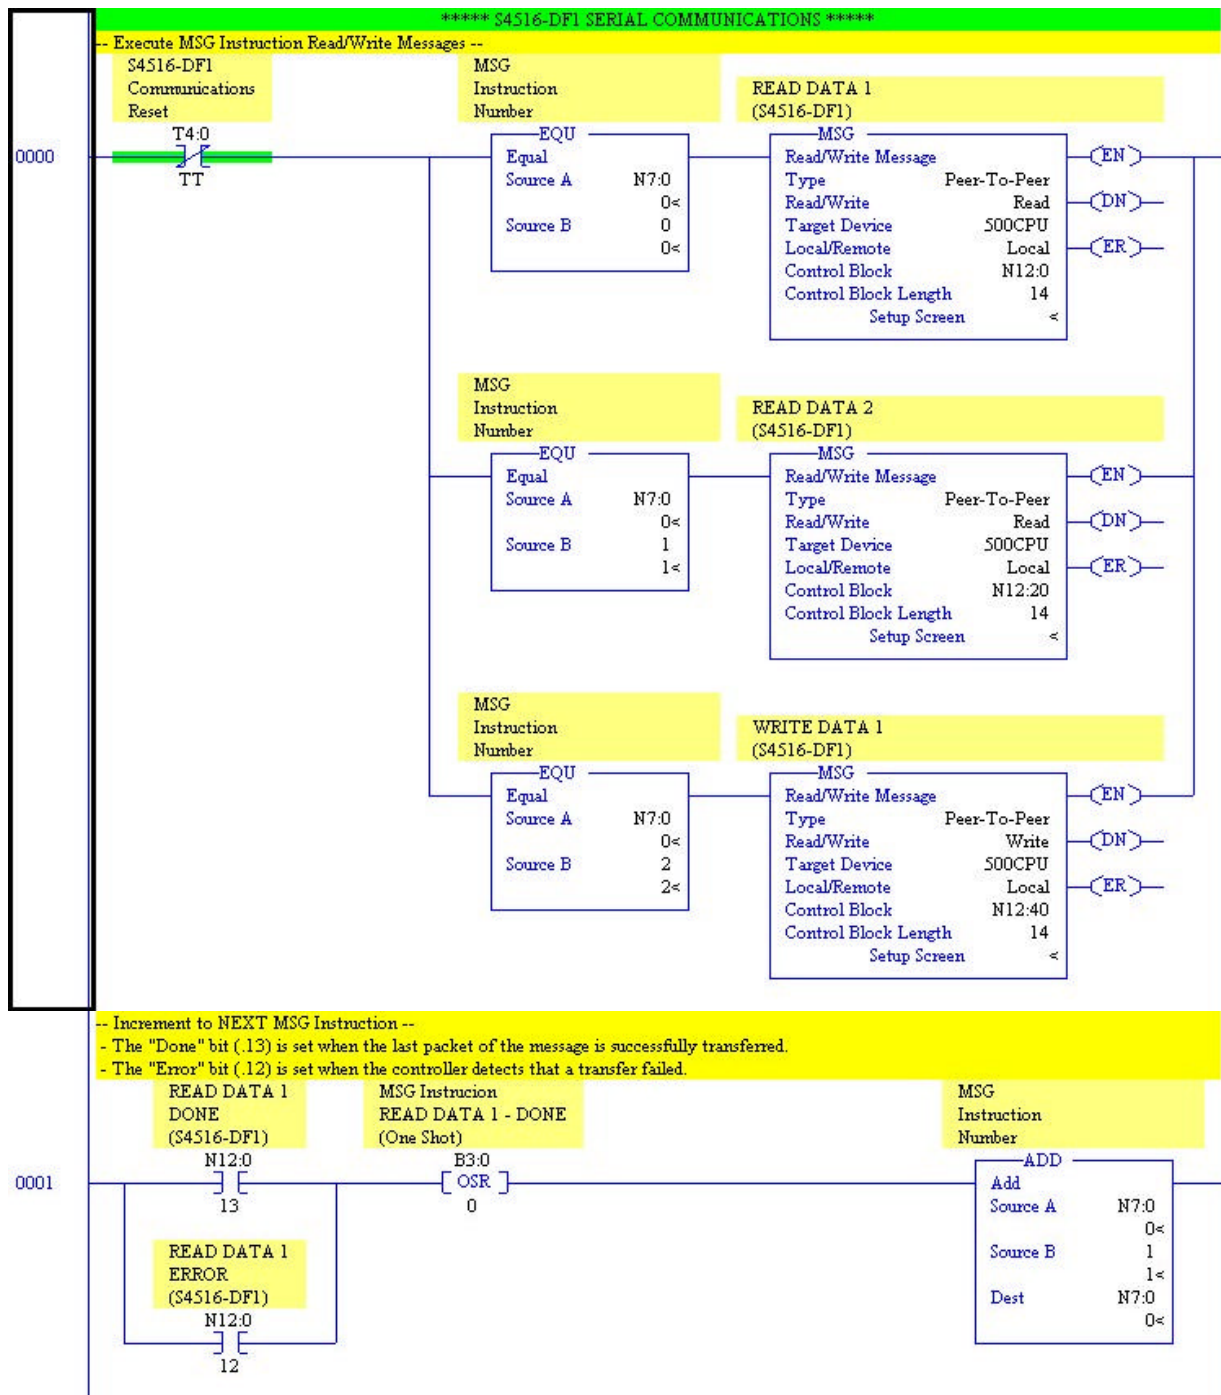 ***** S4516-DF1 SERIAL COMMUNICATIONS *****
-- Execute MSG Instruction Read/Write Messages --
S4516-DF1
Communications
Reset
T4:0
TT
0000
MSG
Instruction
Number
EQU
Equal
Source A N7:0
0<
Source B 0
0<
READ DATA 1
(S4516-DF1)
MSG
Read/Write Message
Type Peer-To-Peer
Read/Write Read
Target Device 500CPU
Local/Remote Local
Control Block N12:0
Control Block Length 14
Setup Screen <
EN
DN
ER
MSG
Instruction
Number
EQU
Equal
Source A N7:0
0<
Source B 1
1<
READ DATA 2
(S4516-DF1)
MSG
Read/Write Message
Type Peer-To-Peer
Read/Write Read
Target Device 500CPU
Local/Remote Local
Control Block N12:20
Control Block Length 14
Setup Screen <
EN
DN
ER
MSG
Instruction
Number
EQU
Equal
Source A N7:0
0<
Source B 2
2<
WRITE DATA 1
(S4516-DF1)
MSG
Read/Write Message
Type Peer-To-Peer
Read/Write Write
Target Device 500CPU
Local/Remote Local
Control Block N12:40
Control Block Length 14
Setup Screen <
EN
DN
ER
-- Increment to NEXT MSG Instruction --
- The "Done" bit (.13) is set when the last packet of the message is successfully transferred.
- The "Error" bit (.12) is set when the controller detects that a transfer failed.
0001
READ DATA 1
DONE
(S4516-DF1)
N12:0
13
READ DATA 1
ERROR
(S4516-DF1)
N12:0
12
MSG Instrucion
READ DATA 1 - DONE
(One Shot)
B3:0
OSR
0
MSG
Instruction
Number
ADD
Add
Source A N7:0
0<
Source B 1
1<
Dest N7:0
0<